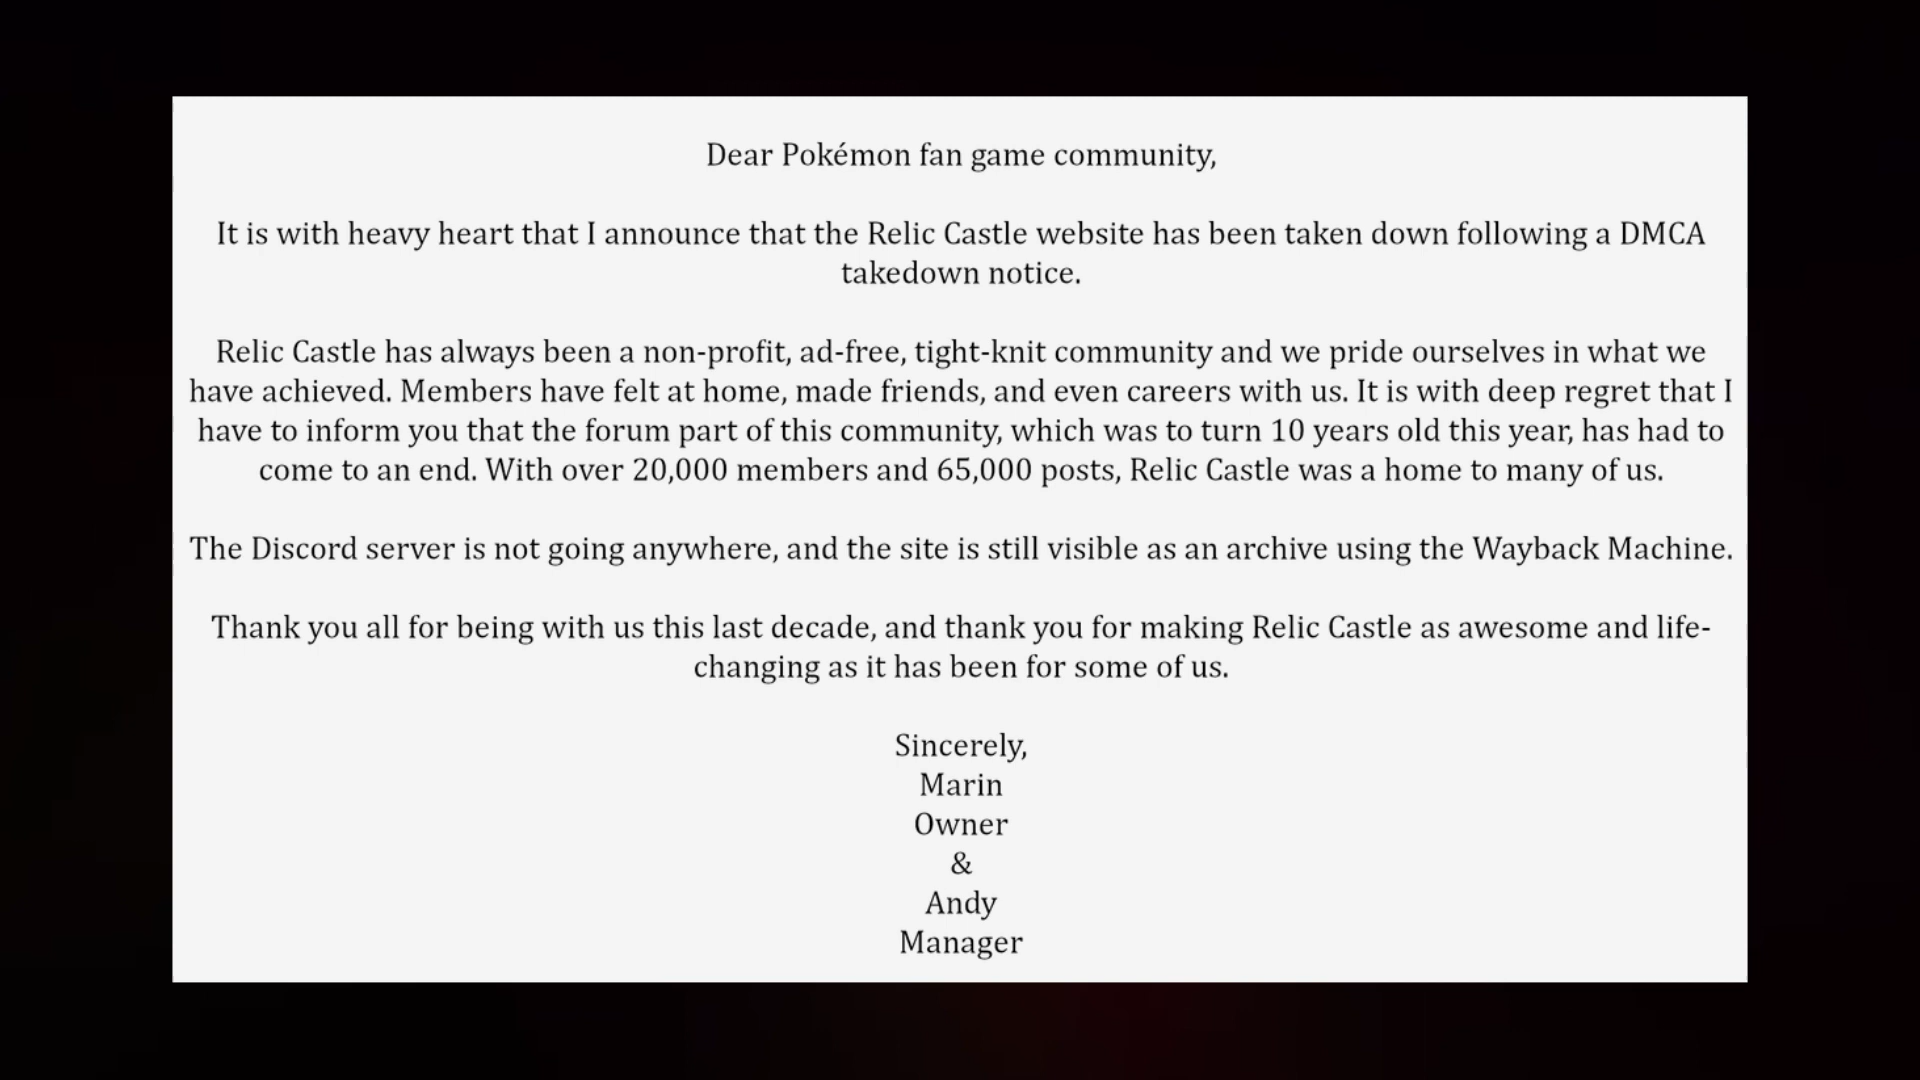 Dear Pokémon fan game community,
It is with heavy heart that I announce that the Relic Castle website has been taken down following a DMCA
takedown notice.
Relic Castle has always been a non-profit, ad-free, tight-knit community and we pride ourselves in what we
have achieved. Members have felt at home, made friends, and even careers with us. It is with deep regret that I
have to inform you that the forum part of this community, which was to turn 10 years old this year, has had to
come to an end. With over 20,000 members and 65,000 posts, Relic Castle was a home to many of us.
The Discord server is not going anywhere, and the site is still visible as an archive using the Wayback Machine.
Thank you all for being with us this last decade, and thank you for making Relic Castle as awesome and life-
changing as it has been for some of us.
Sincerely,
Marin
Owner
&
Andy
Manager